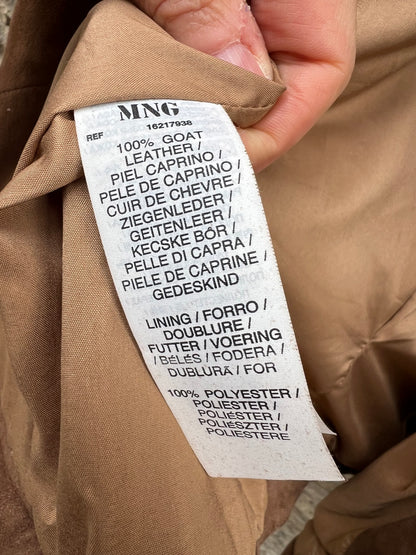 MNG
REF 16217938
100% GOAT
LEATHER /
PIEL CAPRINO /
PELE DE CAPRINO /
CUIR DE CHEVRE /
ZIEGENLEDER /
GEITENLEER /
KECSKE BŐR /
PELLE DI CAPRA /
PIELE DE CAPRINE /
GEDESKIND
LINING / FORRO /
DOUBLURE /
FUTTER / VOERING
/ BÉLÉS / FODERA /
DUBLURĂ / FOR
100% POLYESTER /
POLIESTER /
POLIÉSTER /
POLIÉSZTER /
POLIESTERE